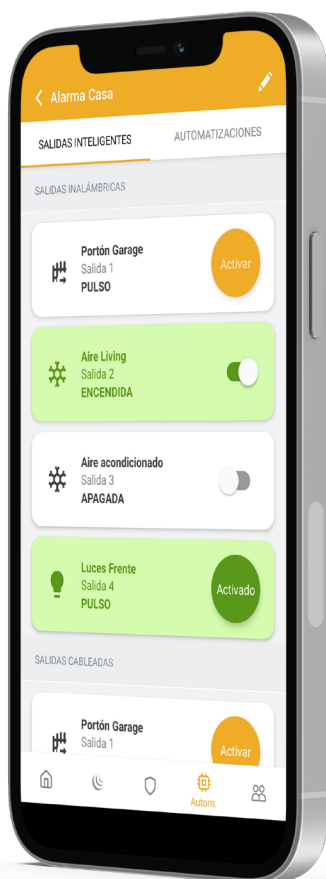 Alarma Casa
SALIDAS INTELIGENTES
AUTOMATIZACIONES
SALIDAS INALÁMBRICAS
Portón Garage
Salida 1
PULSO
Activar
Aire Living
Salida 2
ENCENDIDA
Aire acondicionado
Salida 3
APAGADA
Luces Frente
Salida 4
PULSO
Activado
SALIDAS CABLEADAS
Portón Garage
Salida 1
Activar
Autom.